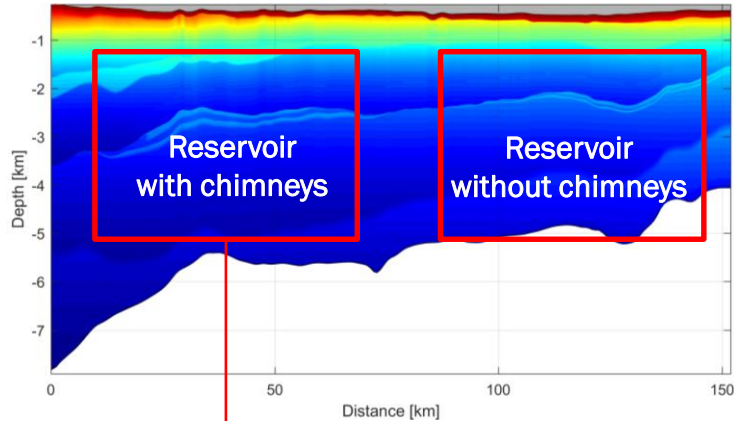 -1
-2
-3
-4
-5
-6
-7
Depth [km]
Reservoir
with chimneys
Reservoir
without chimneys
0
50
100
150
Distance [km]